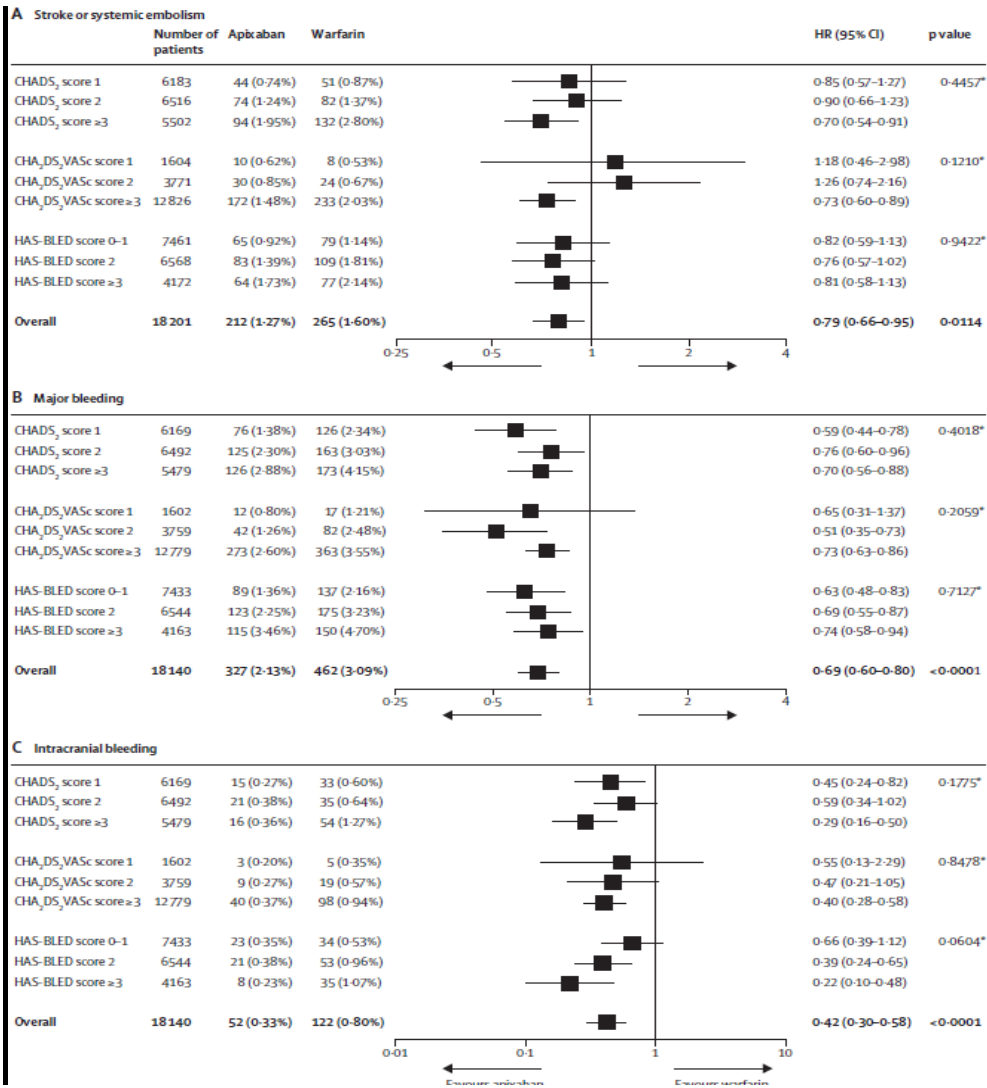 A Stroke or systemic embolism
Number of patients Apixaban Warfarin HR (95% CI) p value
CHADS₂ score 1 6183 44 (0·74%) 51 (0·87%) 0·85 (0·57–1·27) 0·4457*
CHADS₂ score 2 6516 74 (1·24%) 82 (1·37%) 0·90 (0·66–1·23)
CHADS₂ score ≥3 5502 94 (1·95%) 132 (2·80%) 0·70 (0·54–0·91)
CHA₂DS₂VASc score 1 1604 10 (0·62%) 8 (0·53%) 1·18 (0·46–2·98) 0·1210*
CHA₂DS₂VASc score 2 3771 30 (0·85%) 24 (0·67%) 1·26 (0·74–2·16)
CHA₂DS₂VASc score ≥3 12826 172 (1·48%) 233 (2·03%) 0·73 (0·60–0·89)
HAS-BLED score 0–1 7461 65 (0·92%) 79 (1·14%) 0·82 (0·59–1·13) 0·9422*
HAS-BLED score 2 6568 83 (1·39%) 109 (1·81%) 0·76 (0·57–1·02)
HAS-BLED score ≥3 4172 64 (1·73%) 77 (2·14%) 0·81 (0·58–1·13)
Overall 18201 212 (1·27%) 265 (1·60%) 0·79 (0·66–0·95) 0·0114
0·25 0·5 1 2 4
B Major bleeding
CHADS₂ score 1 6169 76 (1·38%) 126 (2·34%) 0·59 (0·44–0·78) 0·4018*
CHADS₂ score 2 6492 125 (2·30%) 163 (3·03%) 0·76 (0·60–0·96)
CHADS₂ score ≥3 5479 126 (2·88%) 173 (4·15%) 0·70 (0·56–0·88)
CHA₂DS₂VASc score 1 1602 12 (0·80%) 17 (1·21%) 0·65 (0·31–1·37) 0·2059*
CHA₂DS₂VASc score 2 3759 42 (1·26%) 82 (2·48%) 0·51 (0·35–0·73)
CHA₂DS₂VASc score ≥3 12779 273 (2·60%) 363 (3·55%) 0·73 (0·63–0·86)
HAS-BLED score 0–1 7433 89 (1·36%) 137 (2·16%) 0·63 (0·48–0·83) 0·7127*
HAS-BLED score 2 6544 123 (2·25%) 175 (3·23%) 0·69 (0·55–0·87)
HAS-BLED score ≥3 4163 115 (3·46%) 150 (4·70%) 0·74 (0·58–0·94)
Overall 18140 327 (2·13%) 462 (3·09%) 0·69 (0·60–0·80) <0·0001
0·25 0·5 1 2 4
C Intracranial bleeding
CHADS₂ score 1 6169 15 (0·27%) 33 (0·60%) 0·45 (0·24–0·82) 0·1775*
CHADS₂ score 2 6492 21 (0·38%) 35 (0·64%) 0·59 (0·34–1·02)
CHADS₂ score ≥3 5479 16 (0·36%) 54 (1·27%) 0·29 (0·16–0·50)
CHA₂DS₂VASc score 1 1602 3 (0·20%) 5 (0·35%) 0·55 (0·13–2·29) 0·8478*
CHA₂DS₂VASc score 2 3759 9 (0·27%) 19 (0·57%) 0·47 (0·21–1·05)
CHA₂DS₂VASc score ≥3 12779 40 (0·37%) 98 (0·94%) 0·40 (0·28–0·58)
HAS-BLED score 0–1 7433 23 (0·35%) 34 (0·53%) 0·66 (0·39–1·12) 0·0604*
HAS-BLED score 2 6544 21 (0·38%) 53 (0·96%) 0·39 (0·24–0·65)
HAS-BLED score ≥3 4163 8 (0·23%) 35 (1·07%) 0·22 (0·10–0·48)
Overall 18140 52 (0·33%) 122 (0·80%) 0·42 (0·30–0·58) <0·0001
0·01 0·1 1 10
Favours apixaban Favours warfarin